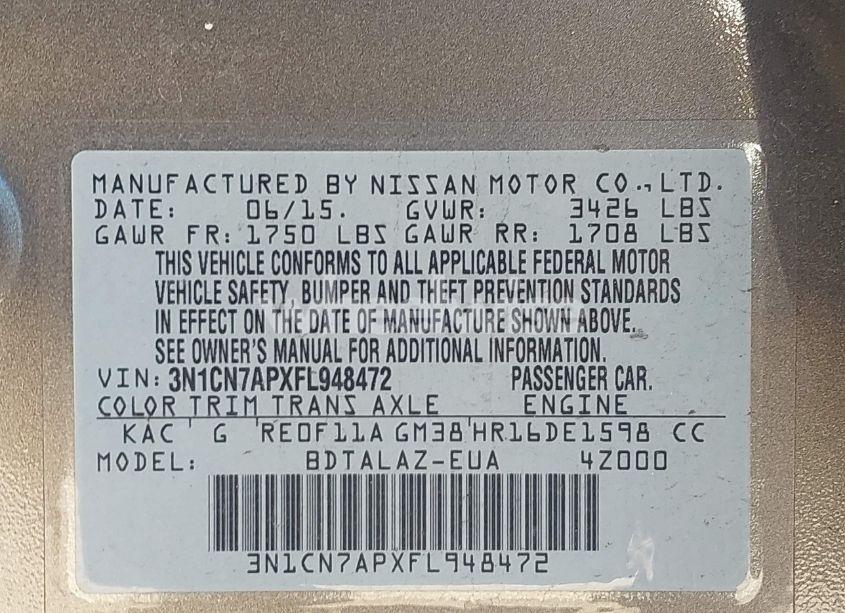 MANUFACTURED BY NISSAN MOTOR CO., LTD.
DATE: 06/15. GVWR: 3426 LBS
GAWR FR: 1750 LBS GAWR RR: 1708 LBS
THIS VEHICLE CONFORMS TO ALL APPLICABLE FEDERAL MOTOR
VEHICLE SAFETY, BUMPER AND THEFT PREVENTION STANDARDS
IN EFFECT ON THE DATE OF MANUFACTURE SHOWN ABOVE.
SEE OWNER'S MANUAL FOR ADDITIONAL INFORMATION.
VIN: 3N1CN7APXFL948472 PASSENGER CAR.
COLOR TRIM TRANS AXLE ENGINE
KAC G RE0F11A GM38 HR16DE1598 CC
MODEL: BDTALAZ-EUA 4Z000
3N1CN7APXFL948472